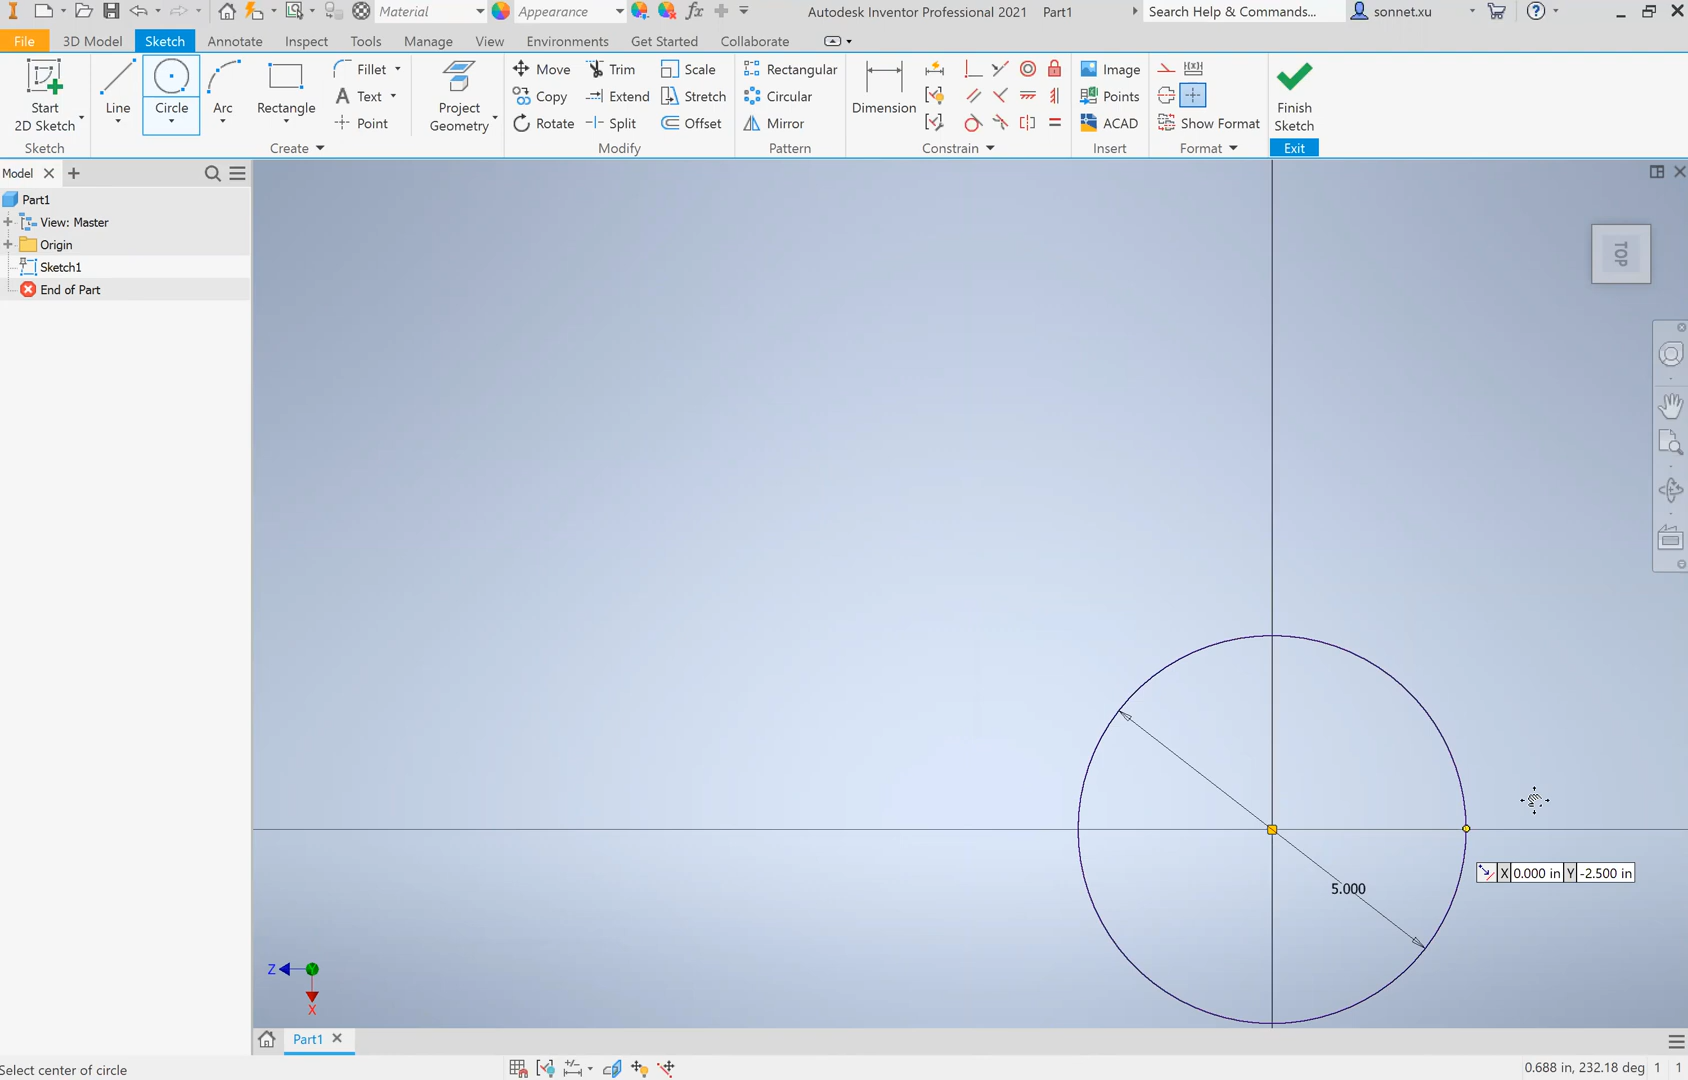 Material
Appearance
fx
Autodesk Inventor Professional 2021 Part1
Search Help & Commands...
sonnet.xu
File
3D Model
Sketch
Annotate
Inspect
Tools
Manage
View
Environments
Get Started
Collaborate
Start
2D Sketch
Line
Circle
Arc
Rectangle
Fillet
A Text
Point
Project
Geometry
Move
Copy
Rotate
Trim
Extend
Split
Scale
Stretch
Offset
Rectangular
Circular
Mirror
Dimension
Image
Points
ACAD
Show Format
Finish
Sketch
Sketch
Create
Modify
Pattern
Constrain
Insert
Format
Exit
Model
Part1
View: Master
Origin
Sketch1
End of Part
TOP
5.000
X 0.000 in Y -2.500 in
Z
X
Part1
Select center of circle
0.688 in, 232.18 deg 1 1